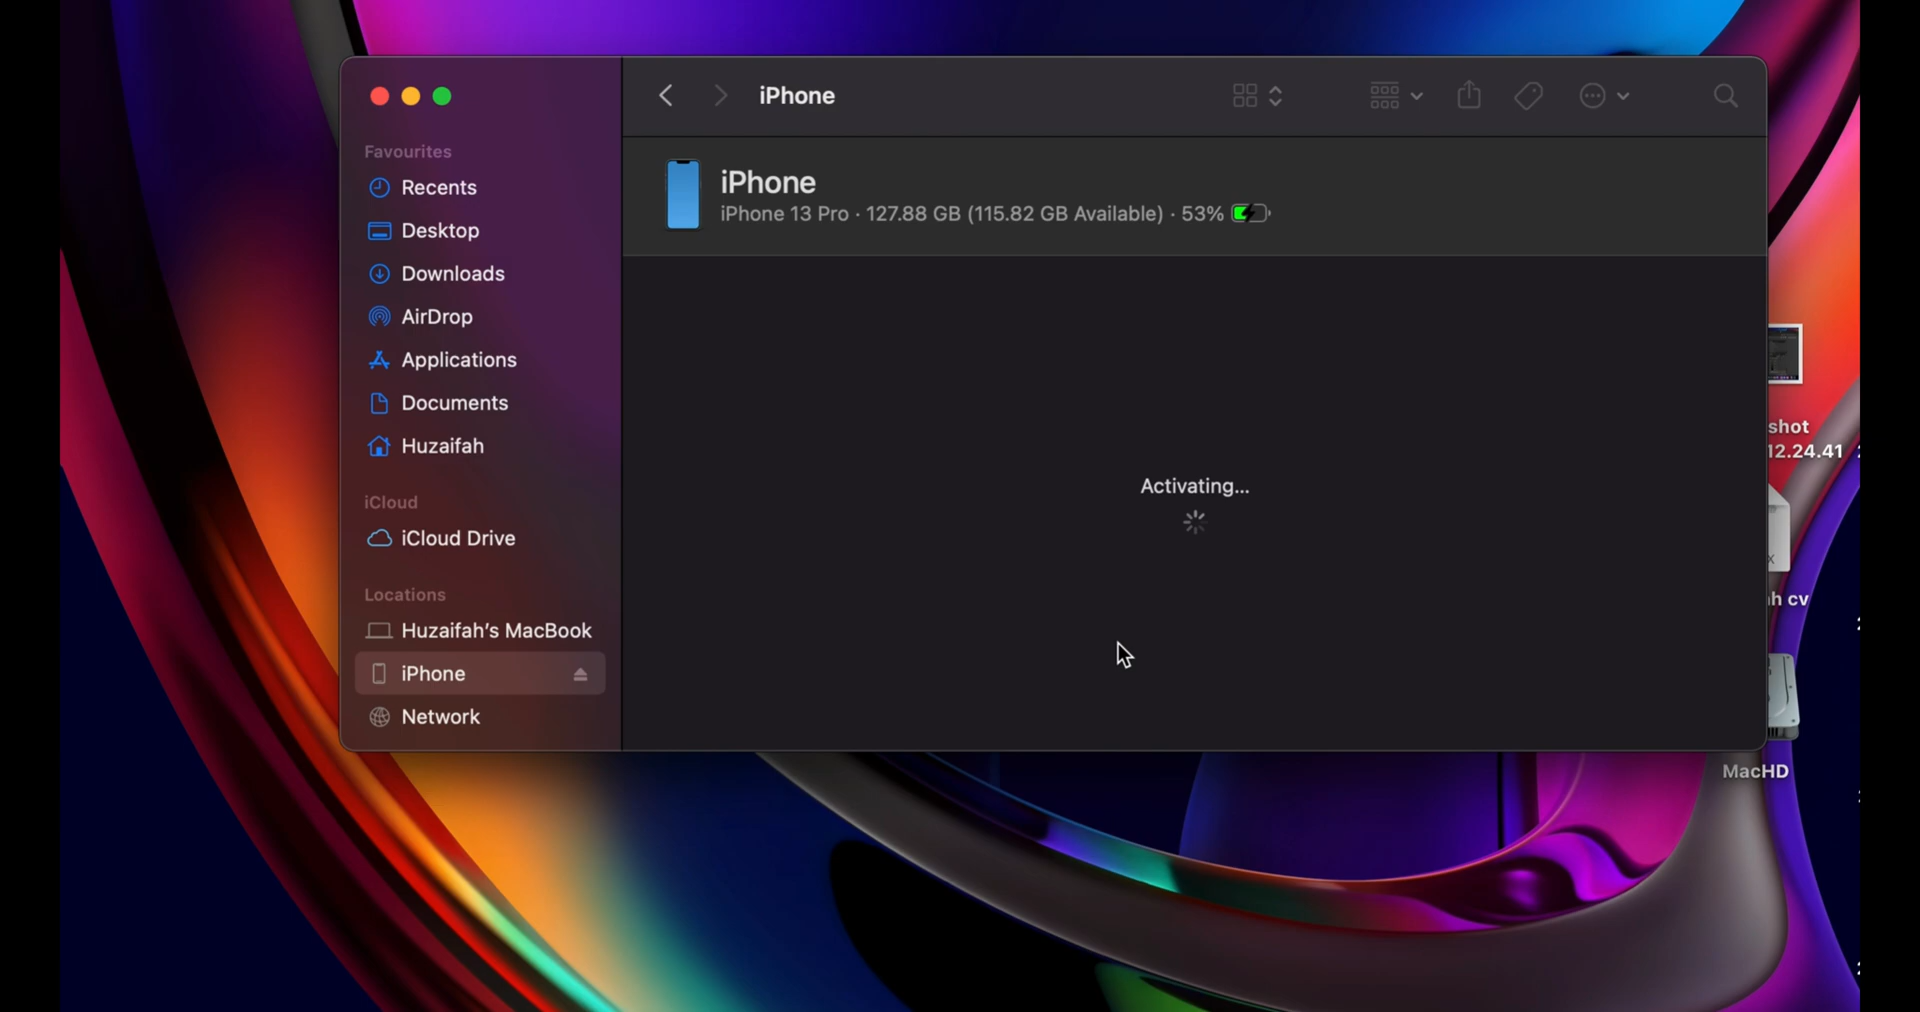 iPhone
Favourites
Recents
Desktop
Downloads
AirDrop
Applications
Documents
Huzaifah
iCloud
iCloud Drive
Locations
Huzaifah's MacBook
iPhone
Network
iPhone
iPhone 13 Pro · 127.88 GB (115.82 GB Available) · 53%
Activating...
shot
12.24.41
h cv
MacHD